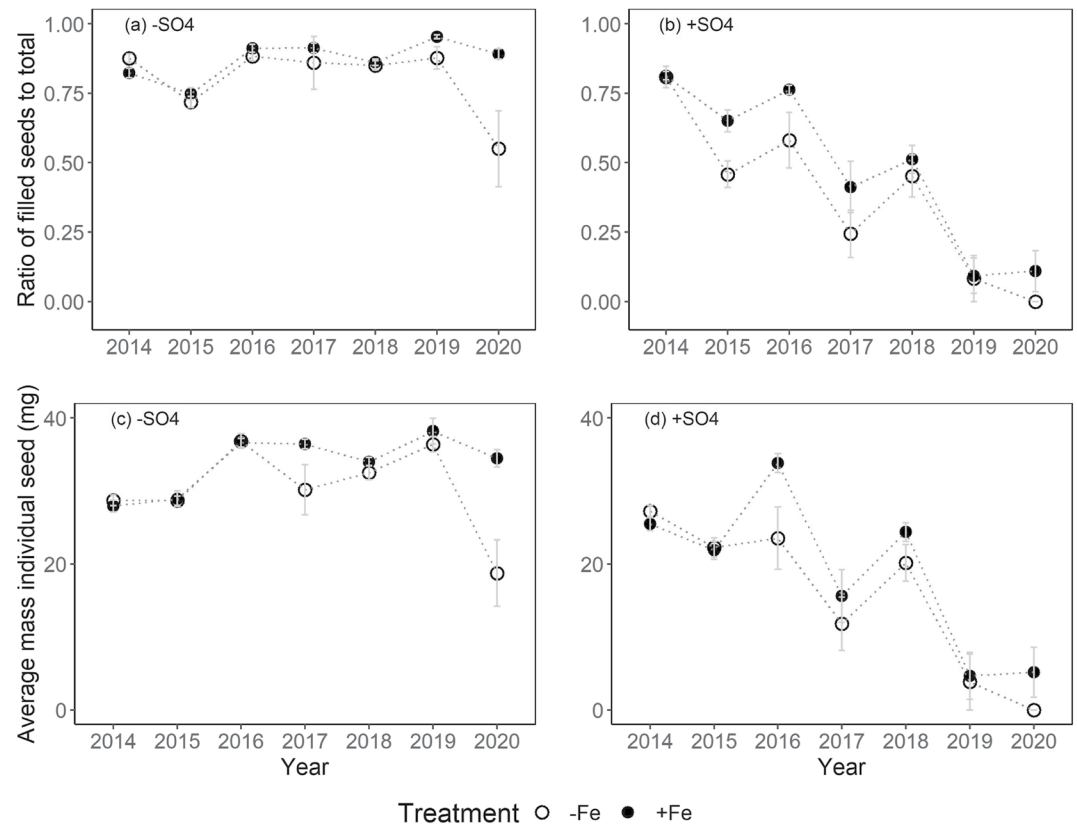 (a) -SO4
(b) +SO4
Ratio of filled seeds to total
1.00
0.75
0.50
0.25
0.00
1.00
0.75
0.50
0.25
0.00
2014 2015 2016 2017 2018 2019 2020
2014 2015 2016 2017 2018 2019 2020
(c) -SO4
(d) +SO4
Average mass individual seed (mg)
40
20
0
40
20
0
2014 2015 2016 2017 2018 2019 2020
2014 2015 2016 2017 2018 2019 2020
Year
Year
Treatment -Fe +Fe